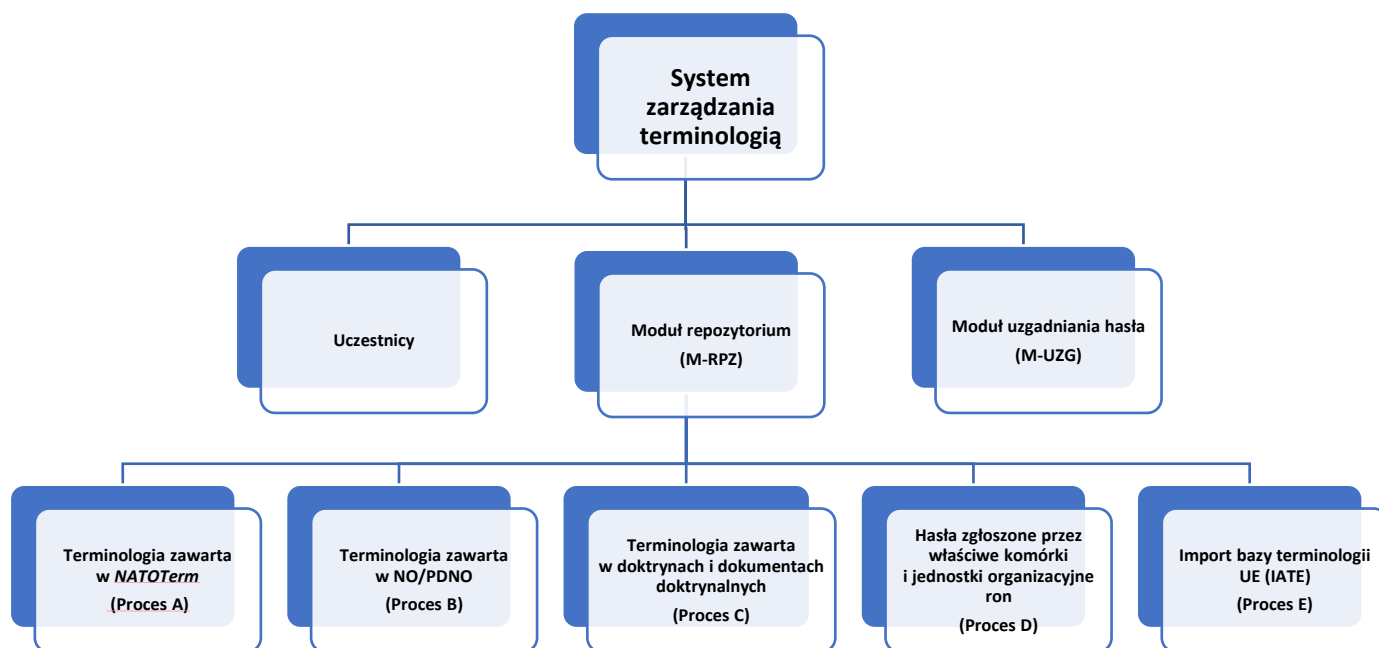 System
zarządzania
terminologią
Uczestnicy
Moduł repozytorium
(M-RPZ)
Moduł uzgadniania hasła
(M-UZG)
Terminologia zawarta
w NATOTerm
(Proces A)
Terminologia zawarta
w NO/PDNO
(Proces B)
Terminologia zawarta
w doktrynach i dokumentach
doktrynalnych
(Proces C)
Hasła zgłoszone przez
właściwe komórki
i jednostki organizacyjne
ron
(Proces D)
Import bazy terminologii
UE (IATE)
(Proces E)